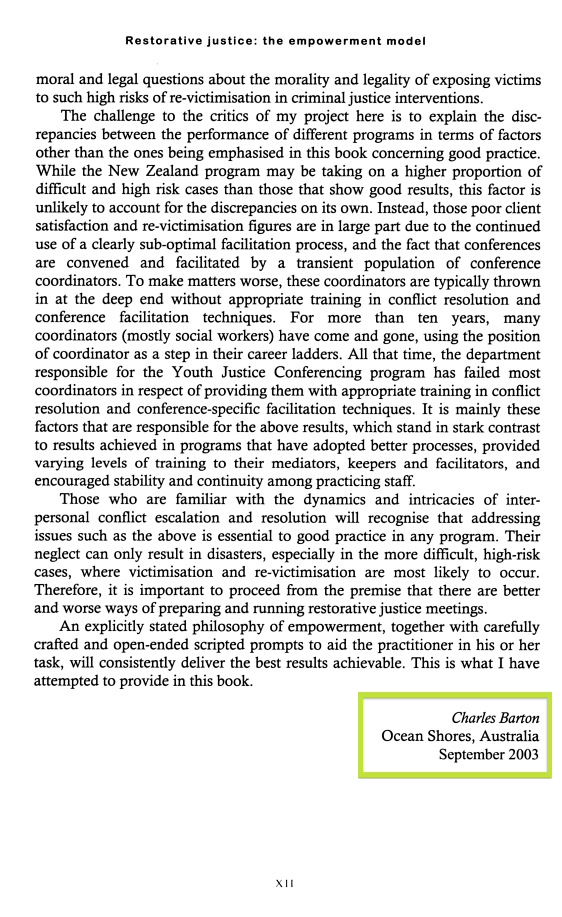 Restorative justice: the empowerment model
moral and legal questions about the morality and legality of exposing victims
to such high risks of re-victimisation in criminal justice interventions.
The challenge to the critics of my project here is to explain the disc-
repancies between the performance of different programs in terms of factors
other than the ones being emphasised in this book concerning good practice.
While the New Zealand program may be taking on a higher proportion of
difficult and high risk cases than those that show good results, this factor is
unlikely to account for the discrepancies on its own. Instead, those poor client
satisfaction and re-victimisation figures are in large part due to the continued
use of a clearly sub-optimal facilitation process, and the fact that conferences
are convened and facilitated by a transient population of conference
coordinators. To make matters worse, these coordinators are typically thrown
in at the deep end without appropriate training in conflict resolution and
conference facilitation techniques. For more than ten years, many
coordinators (mostly social workers) have come and gone, using the position
of coordinator as a step in their career ladders. All that time, the department
responsible for the Youth Justice Conferencing program has failed most
coordinators in respect of providing them with appropriate training in conflict
resolution and conference-specific facilitation techniques. It is mainly these
factors that are responsible for the above results, which stand in stark contrast
to results achieved in programs that have adopted better processes, provided
varying levels of training to their mediators, keepers and facilitators, and
encouraged stability and continuity among practicing staff.
Those who are familiar with the dynamics and intricacies of inter-
personal conflict escalation and resolution will recognise that addressing
issues such as the above is essential to good practice in any program. Their
neglect can only result in disasters, especially in the more difficult, high-risk
cases, where victimisation and re-victimisation are most likely to occur.
Therefore, it is important to proceed from the premise that there are better
and worse ways of preparing and running restorative justice meetings.
An explicitly stated philosophy of empowerment, together with carefully
crafted and open-ended scripted prompts to aid the practitioner in his or her
task, will consistently deliver the best results achievable. This is what I have
attempted to provide in this book.
Charles Barton
Ocean Shores, Australia
September 2003
XII